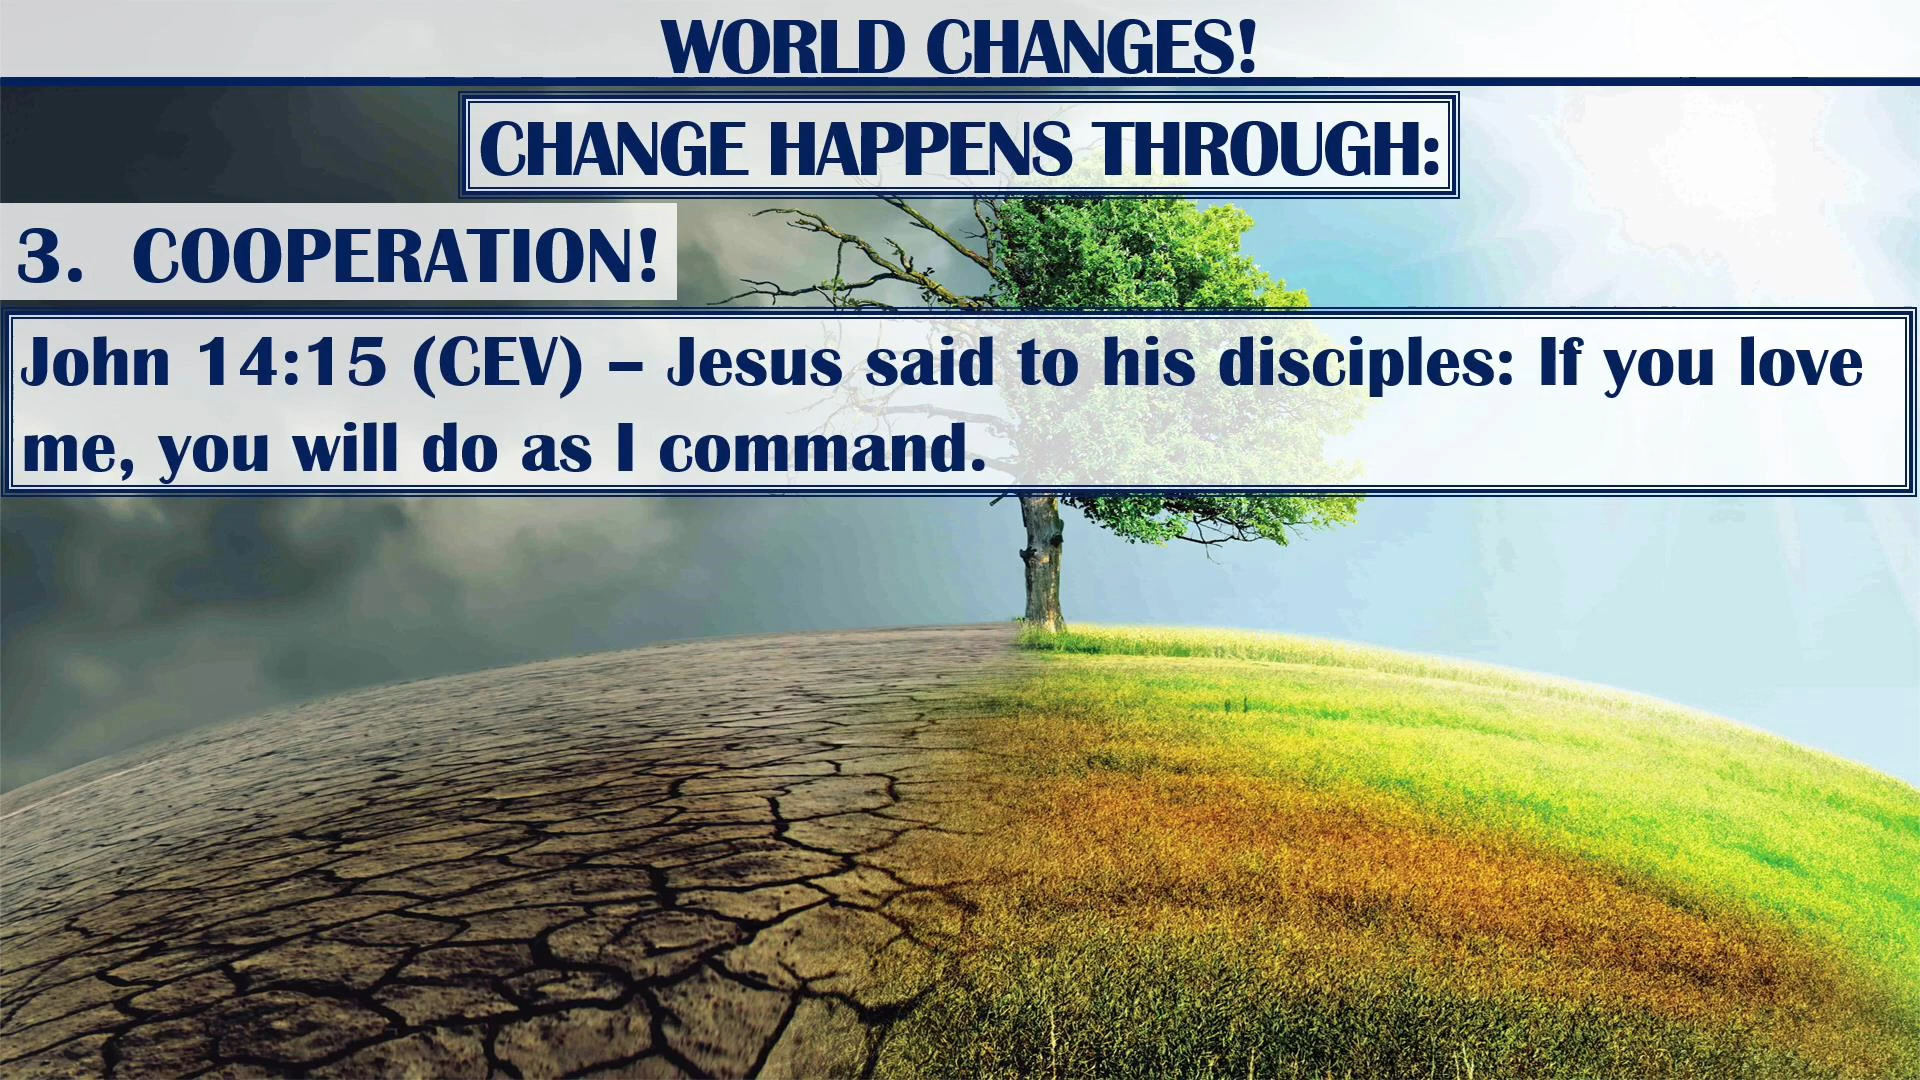 WORLD CHANGES!
CHANGE HAPPENS THROUGH:
3. COOPERATION!
John 14:15 (CEV) – Jesus said to his disciples: If you love
me, you will do as I command.